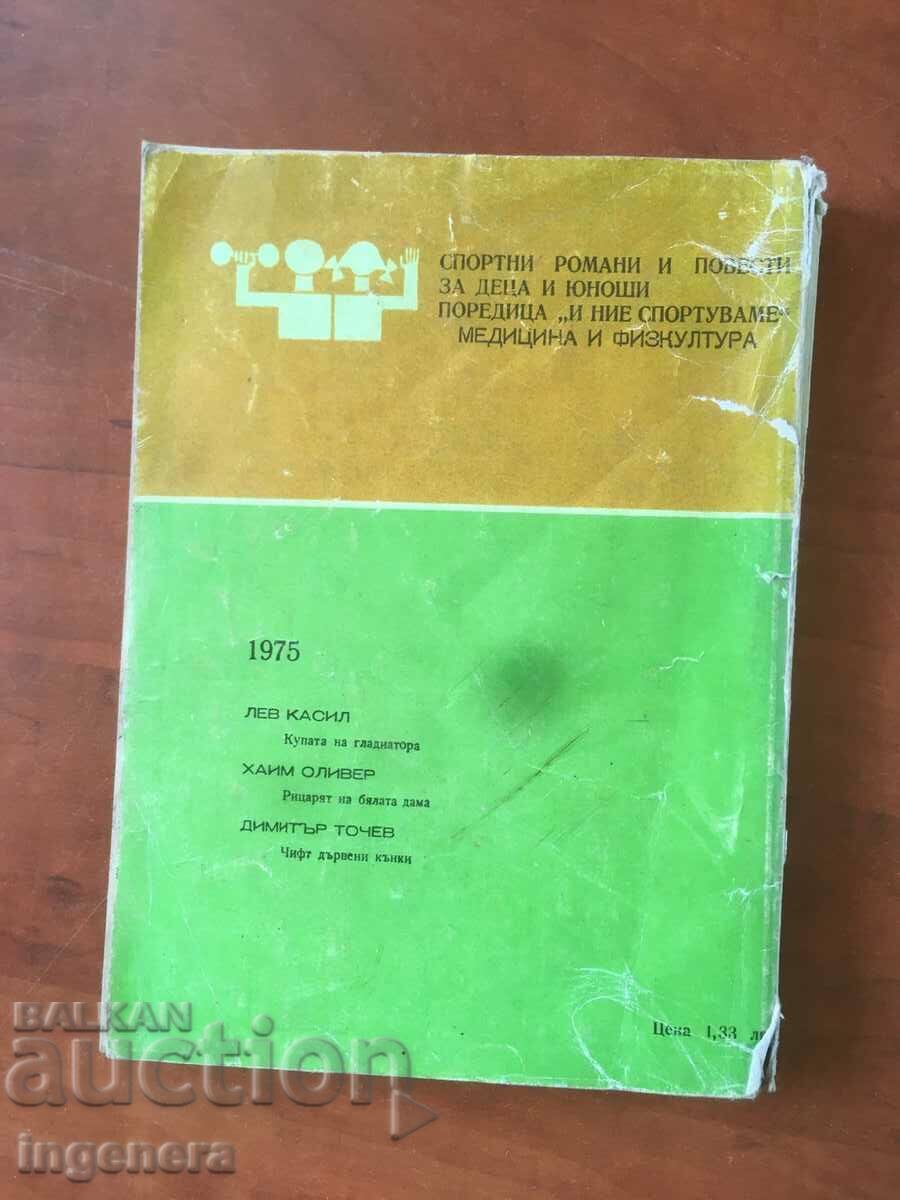 СПОРТНИ РОМАНИ И ПОВЕСТИ
ЗА ДЕЦА И ЮНОШИ
ПОРЕДИЦА „И НИЕ СПОРТУВАМЕ“
МЕДИЦИНА И ФИЗКУЛТУРА
1975
ЛЕВ КАСИЛ
Купата на гладиатора
ХАИМ ОЛИВЕР
Рицарят на бялата дама
ДИМИТЪР ТОЧЕВ
Чифт дървени кънки
Цена 1,33 лв
BALKAN
auction
ingenera